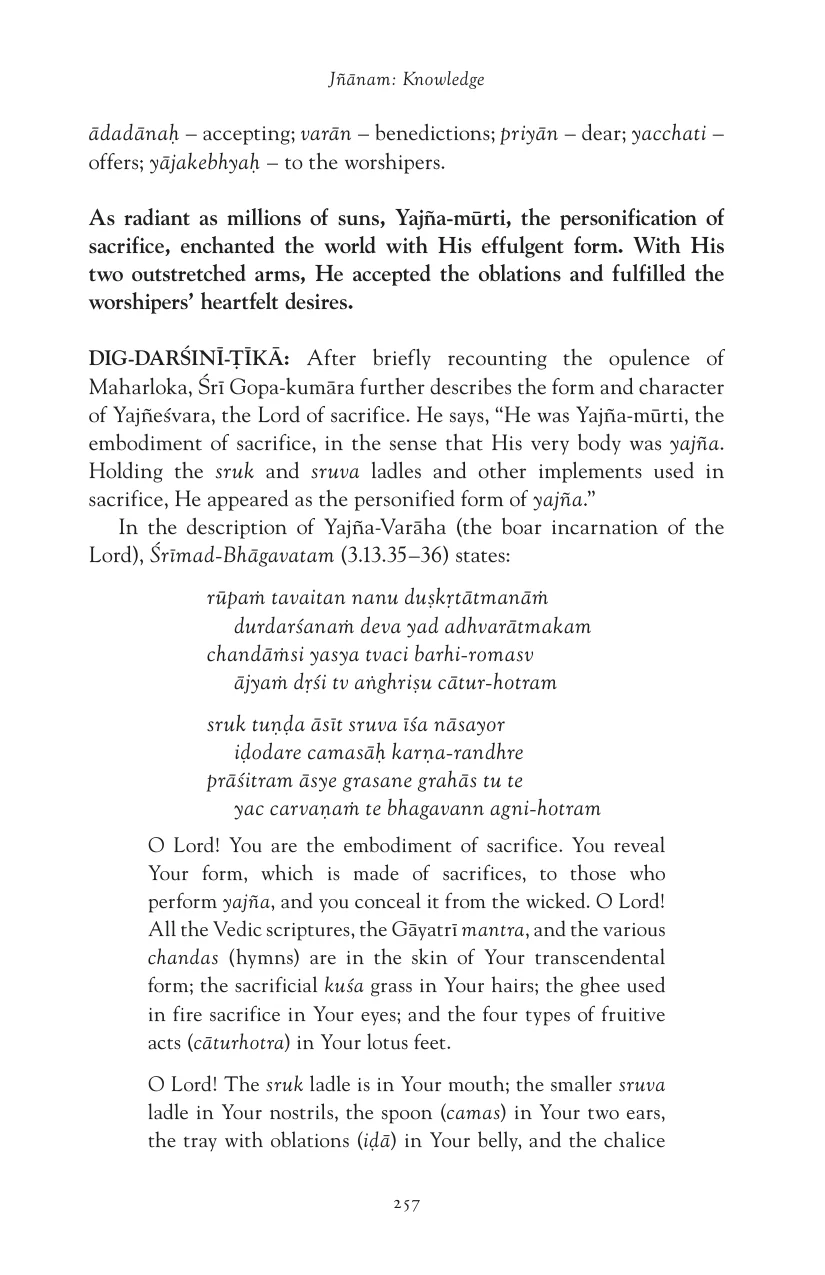 Jñānam: Knowledge
ādadānaḥ – accepting; varān – benedictions; priyān – dear; yacchati –
offers; yājakebhyaḥ – to the worshipers.
As radiant as millions of suns, Yajña-mūrti, the personification of
sacrifice, enchanted the world with His effulgent form. With His
two outstretched arms, He accepted the oblations and fulfilled the
worshipers’ heartfelt desires.
DIG-DARŚINĪ-ṬĪKĀ: After briefly recounting the opulence of
Maharloka, Śrī Gopa-kumāra further describes the form and character
of Yajñeśvara, the Lord of sacrifice. He says, “He was Yajña-mūrti, the
embodiment of sacrifice, in the sense that His very body was yajña.
Holding the sruk and sruva ladles and other implements used in
sacrifice, He appeared as the personified form of yajña.”
In the description of Yajña-Varāha (the boar incarnation of the
Lord), Śrīmad-Bhāgavatam (3.13.35–36) states:
rūpaṁ tavaitan nanu duṣkṛtātmanāṁ
durdarśanaṁ deva yad adhvarātmakam
chandāṁsi yasya tvaci barhi-romasv
ājyaṁ dṛśi tv aṅghriṣu cātur-hotram
sruk tuṇḍa āsīt sruva īśa nāsayor
iḍodare camasāḥ karṇa-randhre
prāśitram āsye grasane grahās tu te
yac carvaṇaṁ te bhagavann agni-hotram
O Lord! You are the embodiment of sacrifice. You reveal
Your form, which is made of sacrifices, to those who
perform yajña, and you conceal it from the wicked. O Lord!
All the Vedic scriptures, the Gāyatrī mantra, and the various
chandas (hymns) are in the skin of Your transcendental
form; the sacrificial kuśa grass in Your hairs; the ghee used
in fire sacrifice in Your eyes; and the four types of fruitive
acts (cāturhotra) in Your lotus feet.
O Lord! The sruk ladle is in Your mouth; the smaller sruva
ladle in Your nostrils, the spoon (camas) in Your two ears,
the tray with oblations (iḍā) in Your belly, and the chalice
257